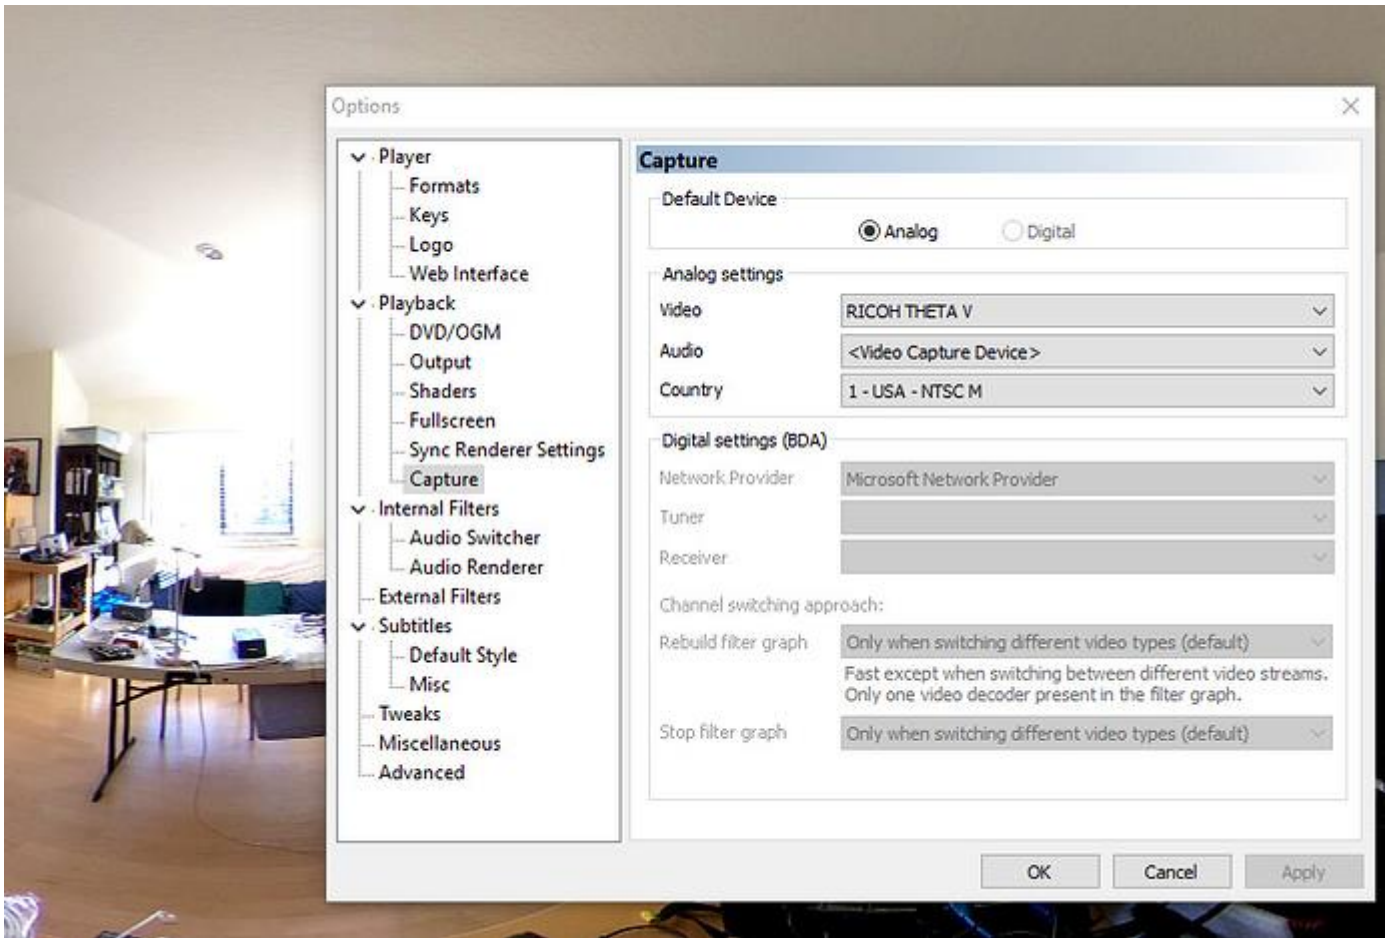 Options
Player
Formats
Keys
Logo
Web Interface
Playback
DVD/OGM
Output
Shaders
Fullscreen
Sync Renderer Settings
Capture
Internal Filters
Audio Switcher
Audio Renderer
External Filters
Subtitles
Default Style
Misc
Tweaks
Miscellaneous
Advanced
Capture
Default Device
Analog Digital
Analog settings
Video RICOH THETA V
Audio <Video Capture Device>
Country 1 - USA - NTSC M
Digital settings (BDA)
Network Provider Microsoft Network Provider
Tuner
Receiver
Channel switching approach:
Rebuild filter graph Only when switching different video types (default)
Fast except when switching between different video streams.
Only one video decoder present in the filter graph.
Stop filter graph Only when switching different video types (default)
OK Cancel Apply